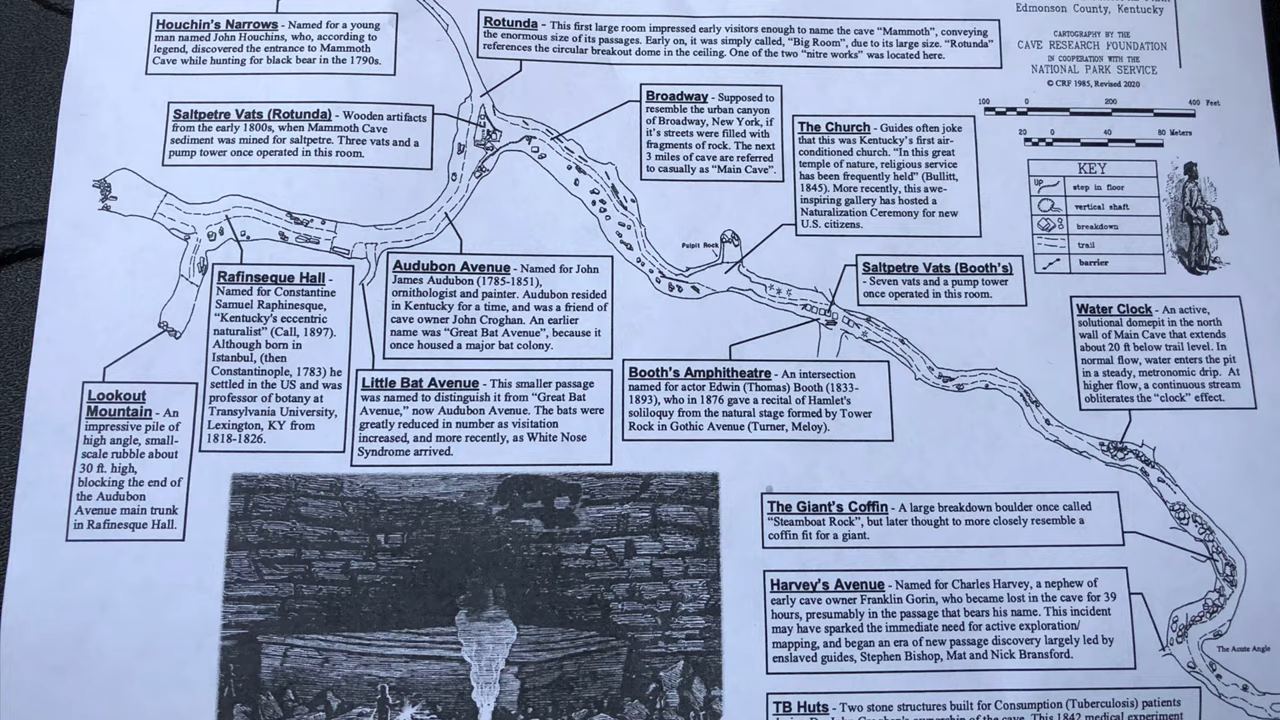 Edmonson County, Kentucky
CARTOGRAPHY BY THE
CAVE RESEARCH FOUNDATION
IN COOPERATION WITH THE
NATIONAL PARK SERVICE
© CRF 1985, Revised 2020
100 0 200 400 Feet
20 0 40 80 Meters
KEY
UP step in floor
vertical shaft
breakdown
trail
barrier
Houchin's Narrows - Named for a young
man named John Houchins, who, according to
legend, discovered the entrance to Mammoth
Cave while hunting for black bear in the 1790s.
Rotunda - This first large room impressed early visitors enough to name the cave "Mammoth", conveying
the enormous size of its passages. Early on, it was simply called, "Big Room", due to its large size. "Rotunda"
references the circular breakout dome in the ceiling. One of the two "nitre works" was located here.
Saltpetre Vats (Rotunda) - Wooden artifacts
from the early 1800s, when Mammoth Cave
sediment was mined for saltpetre. Three vats and a
pump tower once operated in this room.
Broadway - Supposed to
resemble the urban canyon
of Broadway, New York, if
it's streets were filled with
fragments of rock. The next
3 miles of cave are referred
to casually as "Main Cave".
The Church - Guides often joke
that this was Kentucky's first air-
conditioned church. "In this great
temple of nature, religious service
has been frequently held" (Bullitt,
1845). More recently, this awe-
inspiring gallery has hosted a
Naturalization Ceremony for new
U.S. citizens.
Pulpit Rock
Rafinseque Hall -
Named for Constantine
Samuel Raphinesque,
"Kentucky's eccentric
naturalist" (Call, 1897).
Although born in
Istanbul, (then
Constantinople, 1783) he
settled in the US and was
professor of botany at
Transylvania University,
Lexington, KY from
1818-1826.
Audubon Avenue - Named for John
James Audubon (1785-1851),
ornithologist and painter. Audubon resided
in Kentucky for a time, and was a friend of
cave owner John Croghan. An earlier
name was "Great Bat Avenue", because it
once housed a major bat colony.
Saltpetre Vats (Booth's)
- Seven vats and a pump tower
once operated in this room.
Water Clock - An active,
solutional domepit in the north
wall of Main Cave that extends
about 20 ft below trail level. In
normal flow, water enters the pit
in a steady, metronomic drip. At
higher flow, a continuous stream
obliterates the "clock" effect.
Lookout
Mountain - An
impressive pile of
high angle, small-
scale rubble about
30 ft. high,
blocking the end of
the Audubon
Avenue main trunk
in Rafinesque Hall.
Little Bat Avenue - This smaller passage
was named to distinguish it from "Great Bat
Avenue," now Audubon Avenue. The bats were
greatly reduced in number as visitation
increased, and more recently, as White Nose
Syndrome arrived.
Booth's Amphitheatre - An intersection
named for actor Edwin (Thomas) Booth (1833-
1893), who in 1876 gave a recital of Hamlet's
soliloquy from the natural stage formed by Tower
Rock in Gothic Avenue (Turner, Meloy).
The Giant's Coffin - A large breakdown boulder once called
"Steamboat Rock", but later thought to more closely resemble a
coffin fit for a giant.
Harvey's Avenue - Named for Charles Harvey, a nephew of
early cave owner Franklin Gorin, who became lost in the cave for 39
hours, presumably in the passage that bears his name. This incident
may have sparked the immediate need for active exploration/
mapping, and began an era of new passage discovery largely led by
enslaved guides, Stephen Bishop, Mat and Nick Bransford.
The Acute Angle
TB Huts - Two stone structures built for Consumption (Tuberculosis) patients